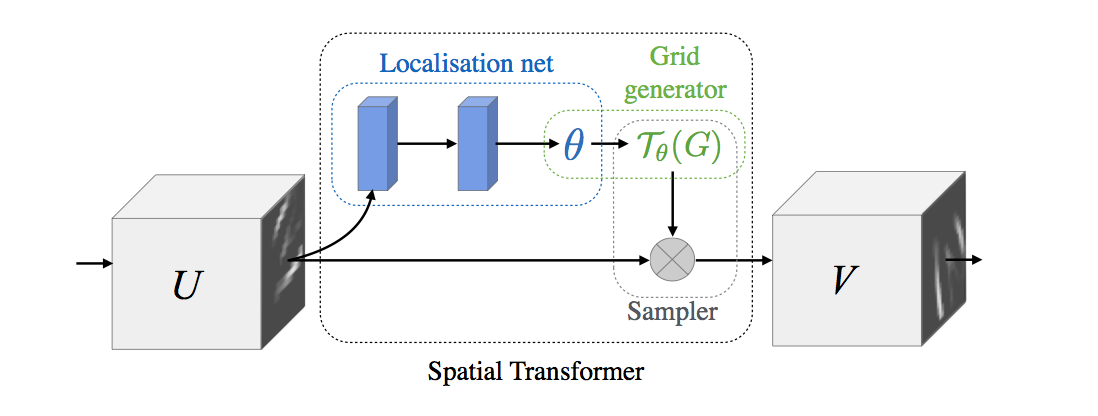 Localisation net
Grid
generator
θ
𝒯θ(G)
U
V
Sampler
Spatial Transformer